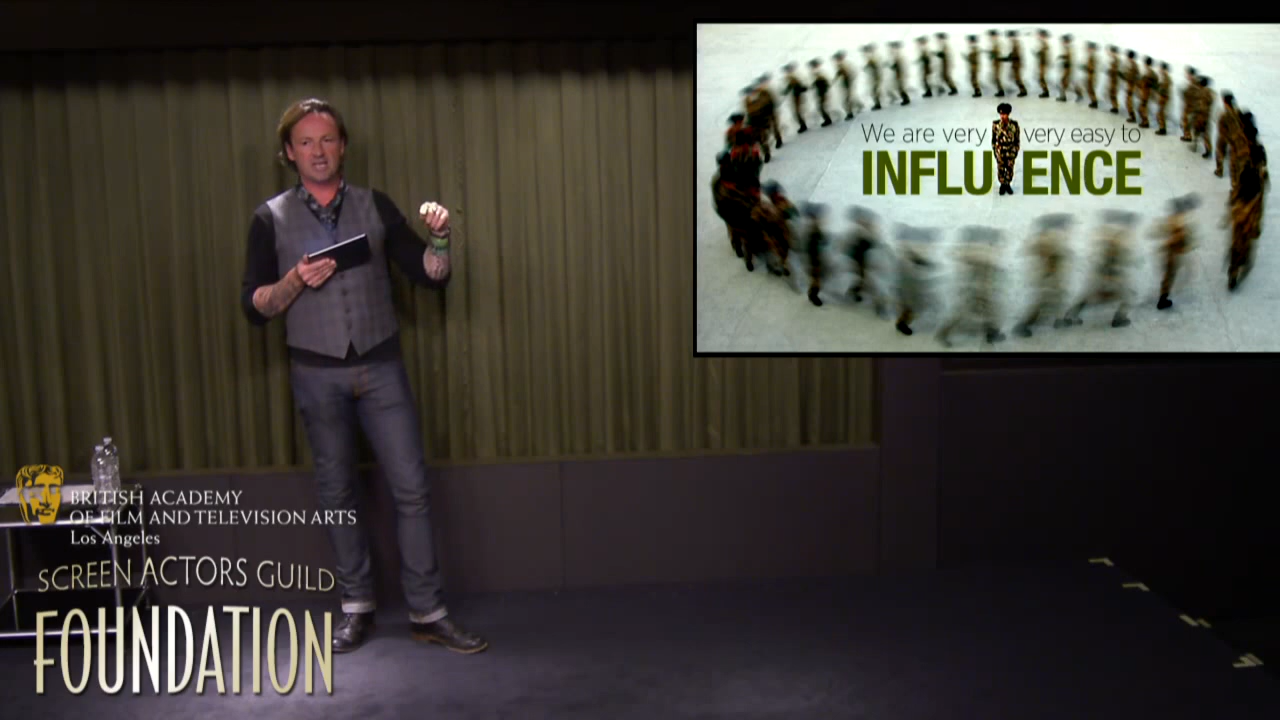 We are very very easy to
INFLUENCE
BRITISH ACADEMY
OF FILM AND TELEVISION ARTS
Los Angeles
SCREEN ACTORS GUILD
FOUNDATION